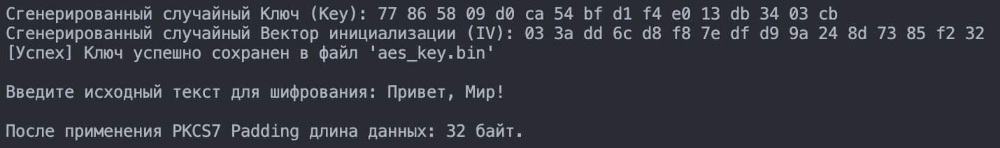 Сгенерированный случайный Ключ (Key): 77 86 58 09 d0 ca 54 bf d1 f4 e0 13 db 34 03 cb
Сгенерированный случайный Вектор инициализации (IV): 03 3a dd 6c d8 f8 7e df d9 9a 24 8d 73 85 f2 32
[Успех] Ключ успешно сохранен в файл 'aes_key.bin'
Введите исходный текст для шифрования: Привет, Мир!
После применения PKCS7 Padding длина данных: 32 байт.